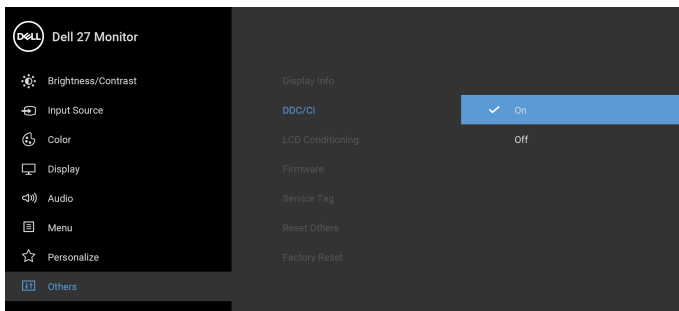 DELL Dell 27 Monitor
Brightness/Contrast
Input Source
Color
Display
Audio
Menu
Personalize
Others
Display Info
DDC/CI
LCD Conditioning
Firmware
Service Tag
Reset Others
Factory Reset
On
Off